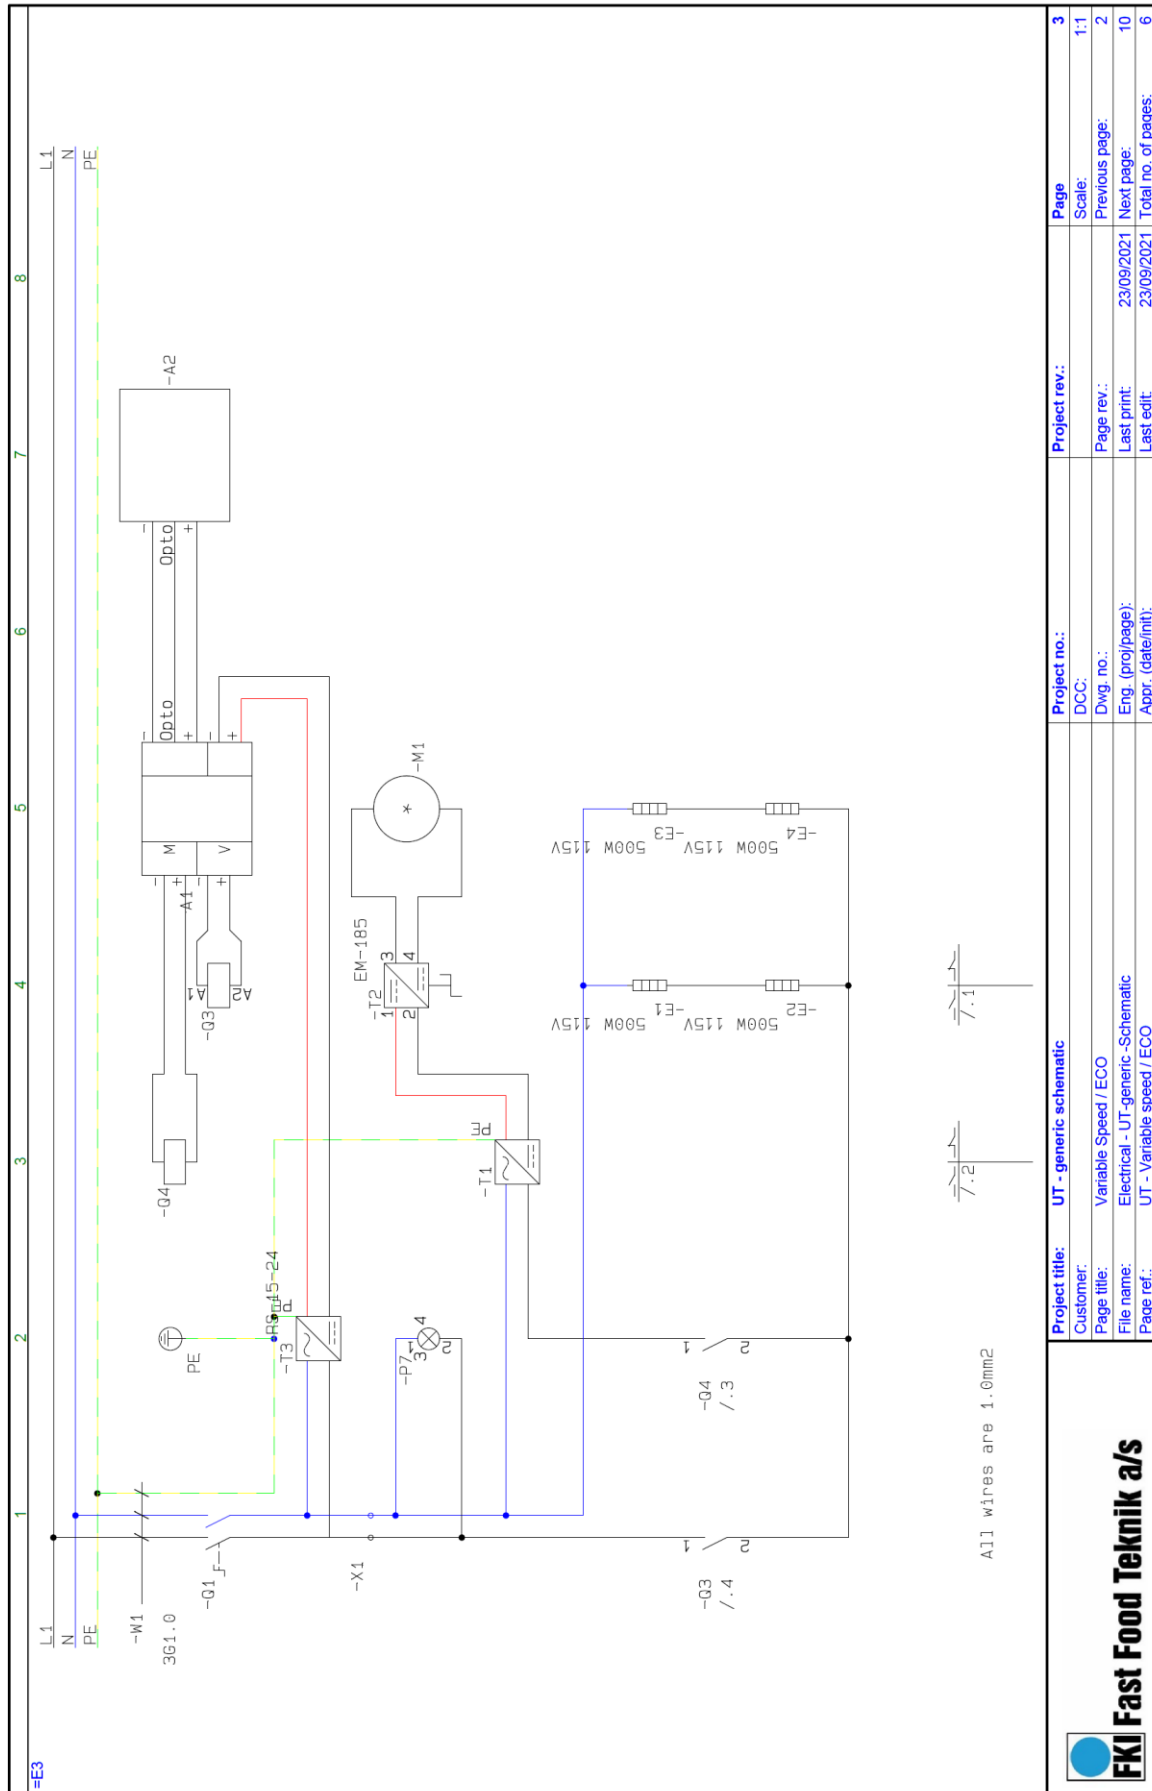 =E3
1 2 3 4 5 6 7 8
L1 L1
N N
PE PE
-W1
3G1.0
PE
-Q4
-A2
- Opto +
- Opto +
M
V
- + - +
- +
A1
-Q1
-Q3
A1 A2
-T3
RS-15-24
PE
-X1
-P7
1 2
3 4
-T2
EM-185
1 2
3 4
-M1
*
-T1
PE
-E1
500W 115V
-E2
500W 115V
-E3
500W 115V
-E4
500W 115V
-Q3
/.4
1 2
-Q4
/.3
1 2
/.2
/.1
All wires are 1.0mm2
FKI Fast Food Teknik a/s
Project title: UT - generic schematic
Customer:
Page title: Variable Speed / ECO
File name: Electrical - UT-generic -Schematic
Page ref.: UT - Variable speed / ECO
Project no.:
DCC:
Dwg. no.:
Eng. (proj/page):
Appr. (date/init):
Project rev.:
Page rev.:
Last print: 23/09/2021
Last edit: 23/09/2021
Page 3
Scale: 1:1
Previous page: 2
Next page: 10
Total no. of pages: 6